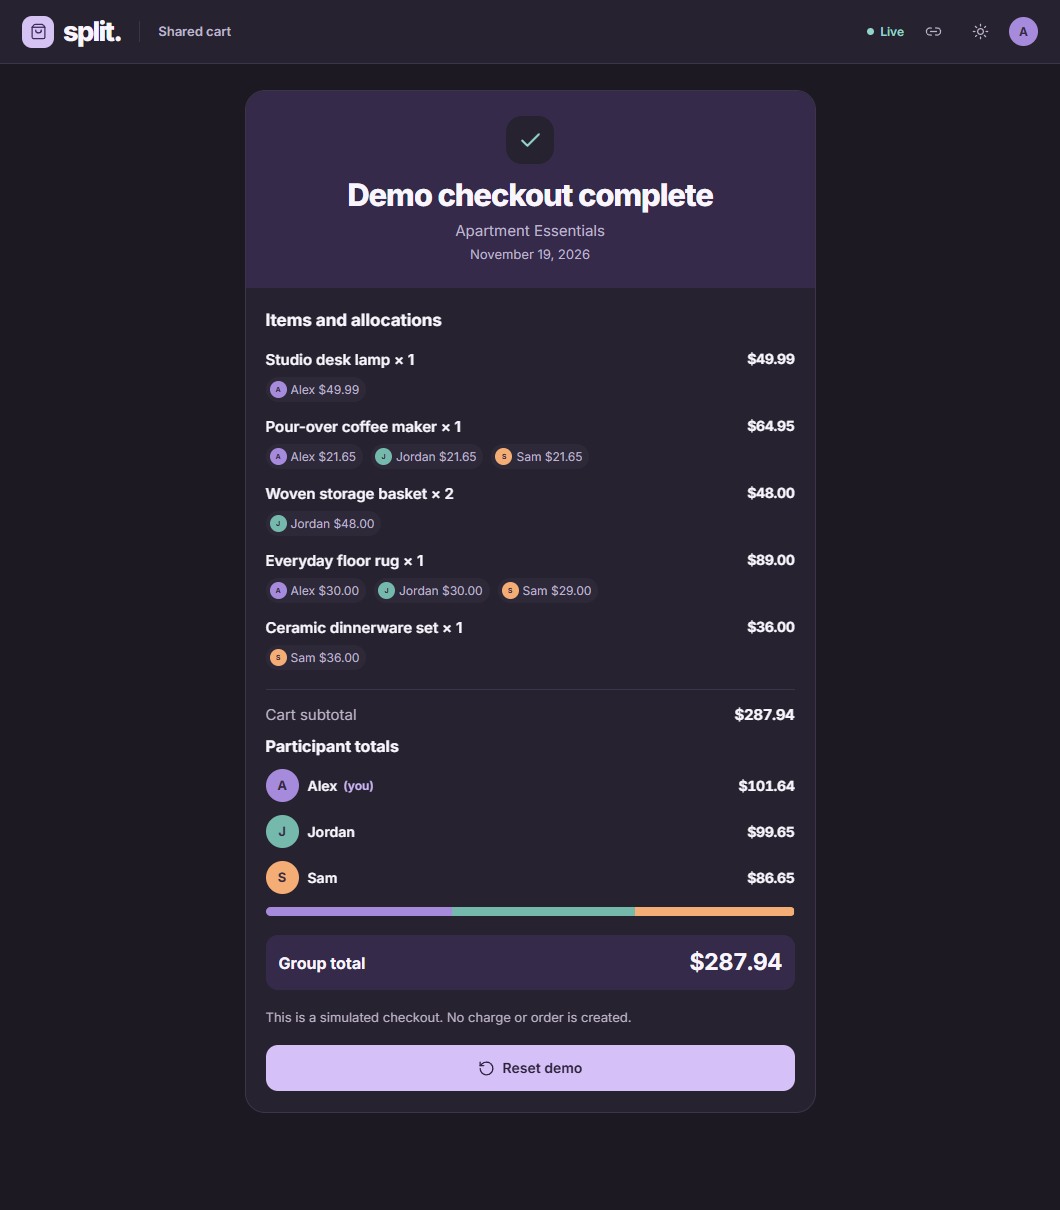 split. Shared cart Live A
Demo checkout complete
Apartment Essentials
November 19, 2026
Items and allocations
Studio desk lamp × 1 $49.99
A Alex $49.99
Pour-over coffee maker × 1 $64.95
A Alex $21.65 J Jordan $21.65 S Sam $21.65
Woven storage basket × 2 $48.00
J Jordan $48.00
Everyday floor rug × 1 $89.00
A Alex $30.00 J Jordan $30.00 S Sam $29.00
Ceramic dinnerware set × 1 $36.00
S Sam $36.00
Cart subtotal $287.94
Participant totals
A Alex (you) $101.64
J Jordan $99.65
S Sam $86.65
Group total $287.94
This is a simulated checkout. No charge or order is created.
Reset demo